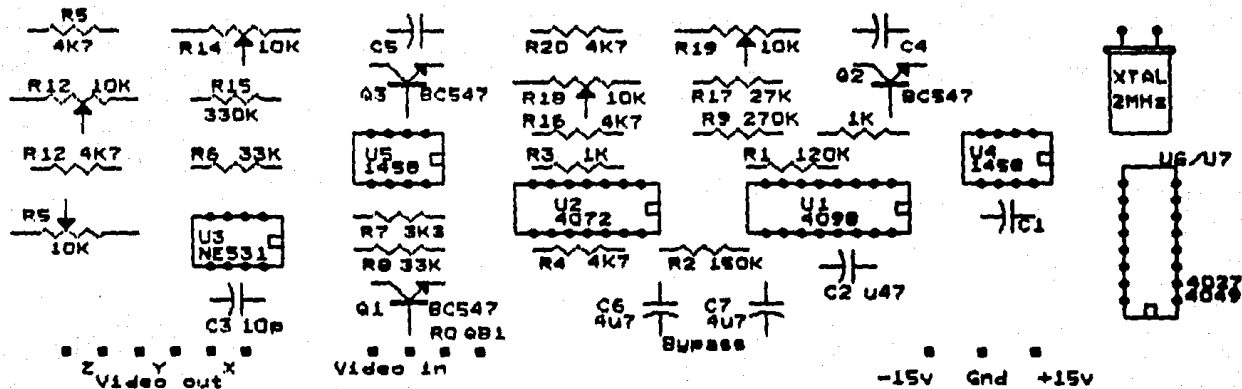 R5
4K7
R14 10K
C5
R20 4K7
R19 10K
C4
R12 10K
R15
330K
Q3 BC547
R18 10K
R17 27K
Q2
BC547
XTAL
2MHz
R16 4K7
R9 270K
1K
R12 4K7
R6 33K
U5
1458
R3 1K
R1 120K
U4
1458
U6/U7
R5
10K
U3
NE531
R7 3K3
U2
4072
U1
4098
C1
R8 33K
R4 4K7
R2 150K
C2 u47
4027
4049
C3 10p
Q1 BC547
RO QB1
C6
4u7
C7
4u7
Bypass
Z Y X
Video out
Video in
-15v Gnd +15v